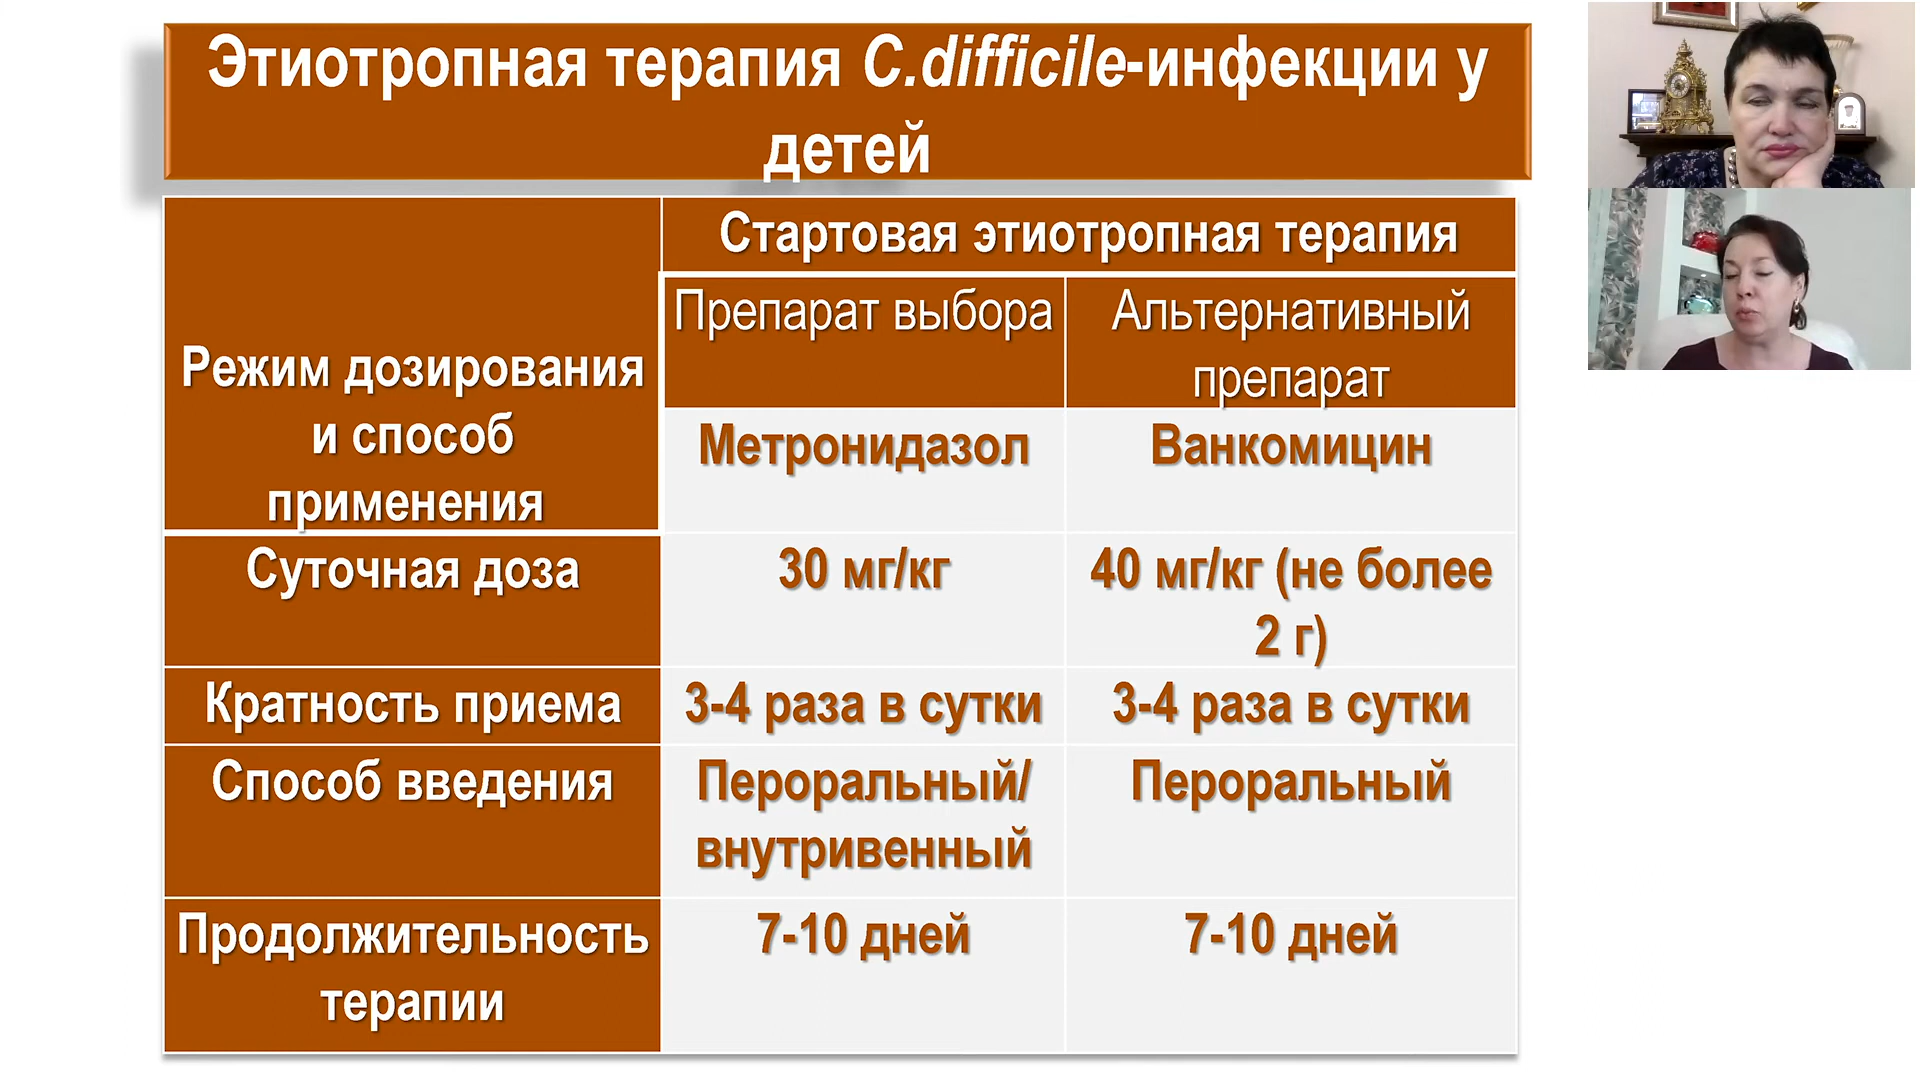 Этиотропная терапия C.difficile-инфекции у
детей
Режим дозирования
и способ
применения
Стартовая этиотропная терапия
Препарат выбора
Альтернативный
препарат
Метронидазол
Ванкомицин
Суточная доза
30 мг/кг
40 мг/кг (не более
2 г)
Кратность приема
3-4 раза в сутки
3-4 раза в сутки
Способ введения
Пероральный/
внутривенный
Пероральный
Продолжительность
терапии
7-10 дней
7-10 дней